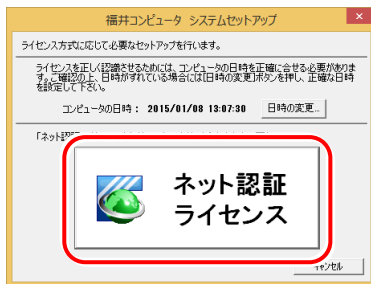 福井コンピュータ システムセットアップ
ライセンス方式に応じて必要なセットアップを行います。
ライセンスを正しく認識させるためには、コンピュータの日時を正確に合せる必要がありま
す。ご確認の上、日時がずれている場合には[日時の変更]ボタンを押し、正確な日時
を設定して下さい。
コンピュータの日時： 2015/01/08 13:07:30 日時の変更...
「ネット認証
ネット認証
ライセンス
キャンセル